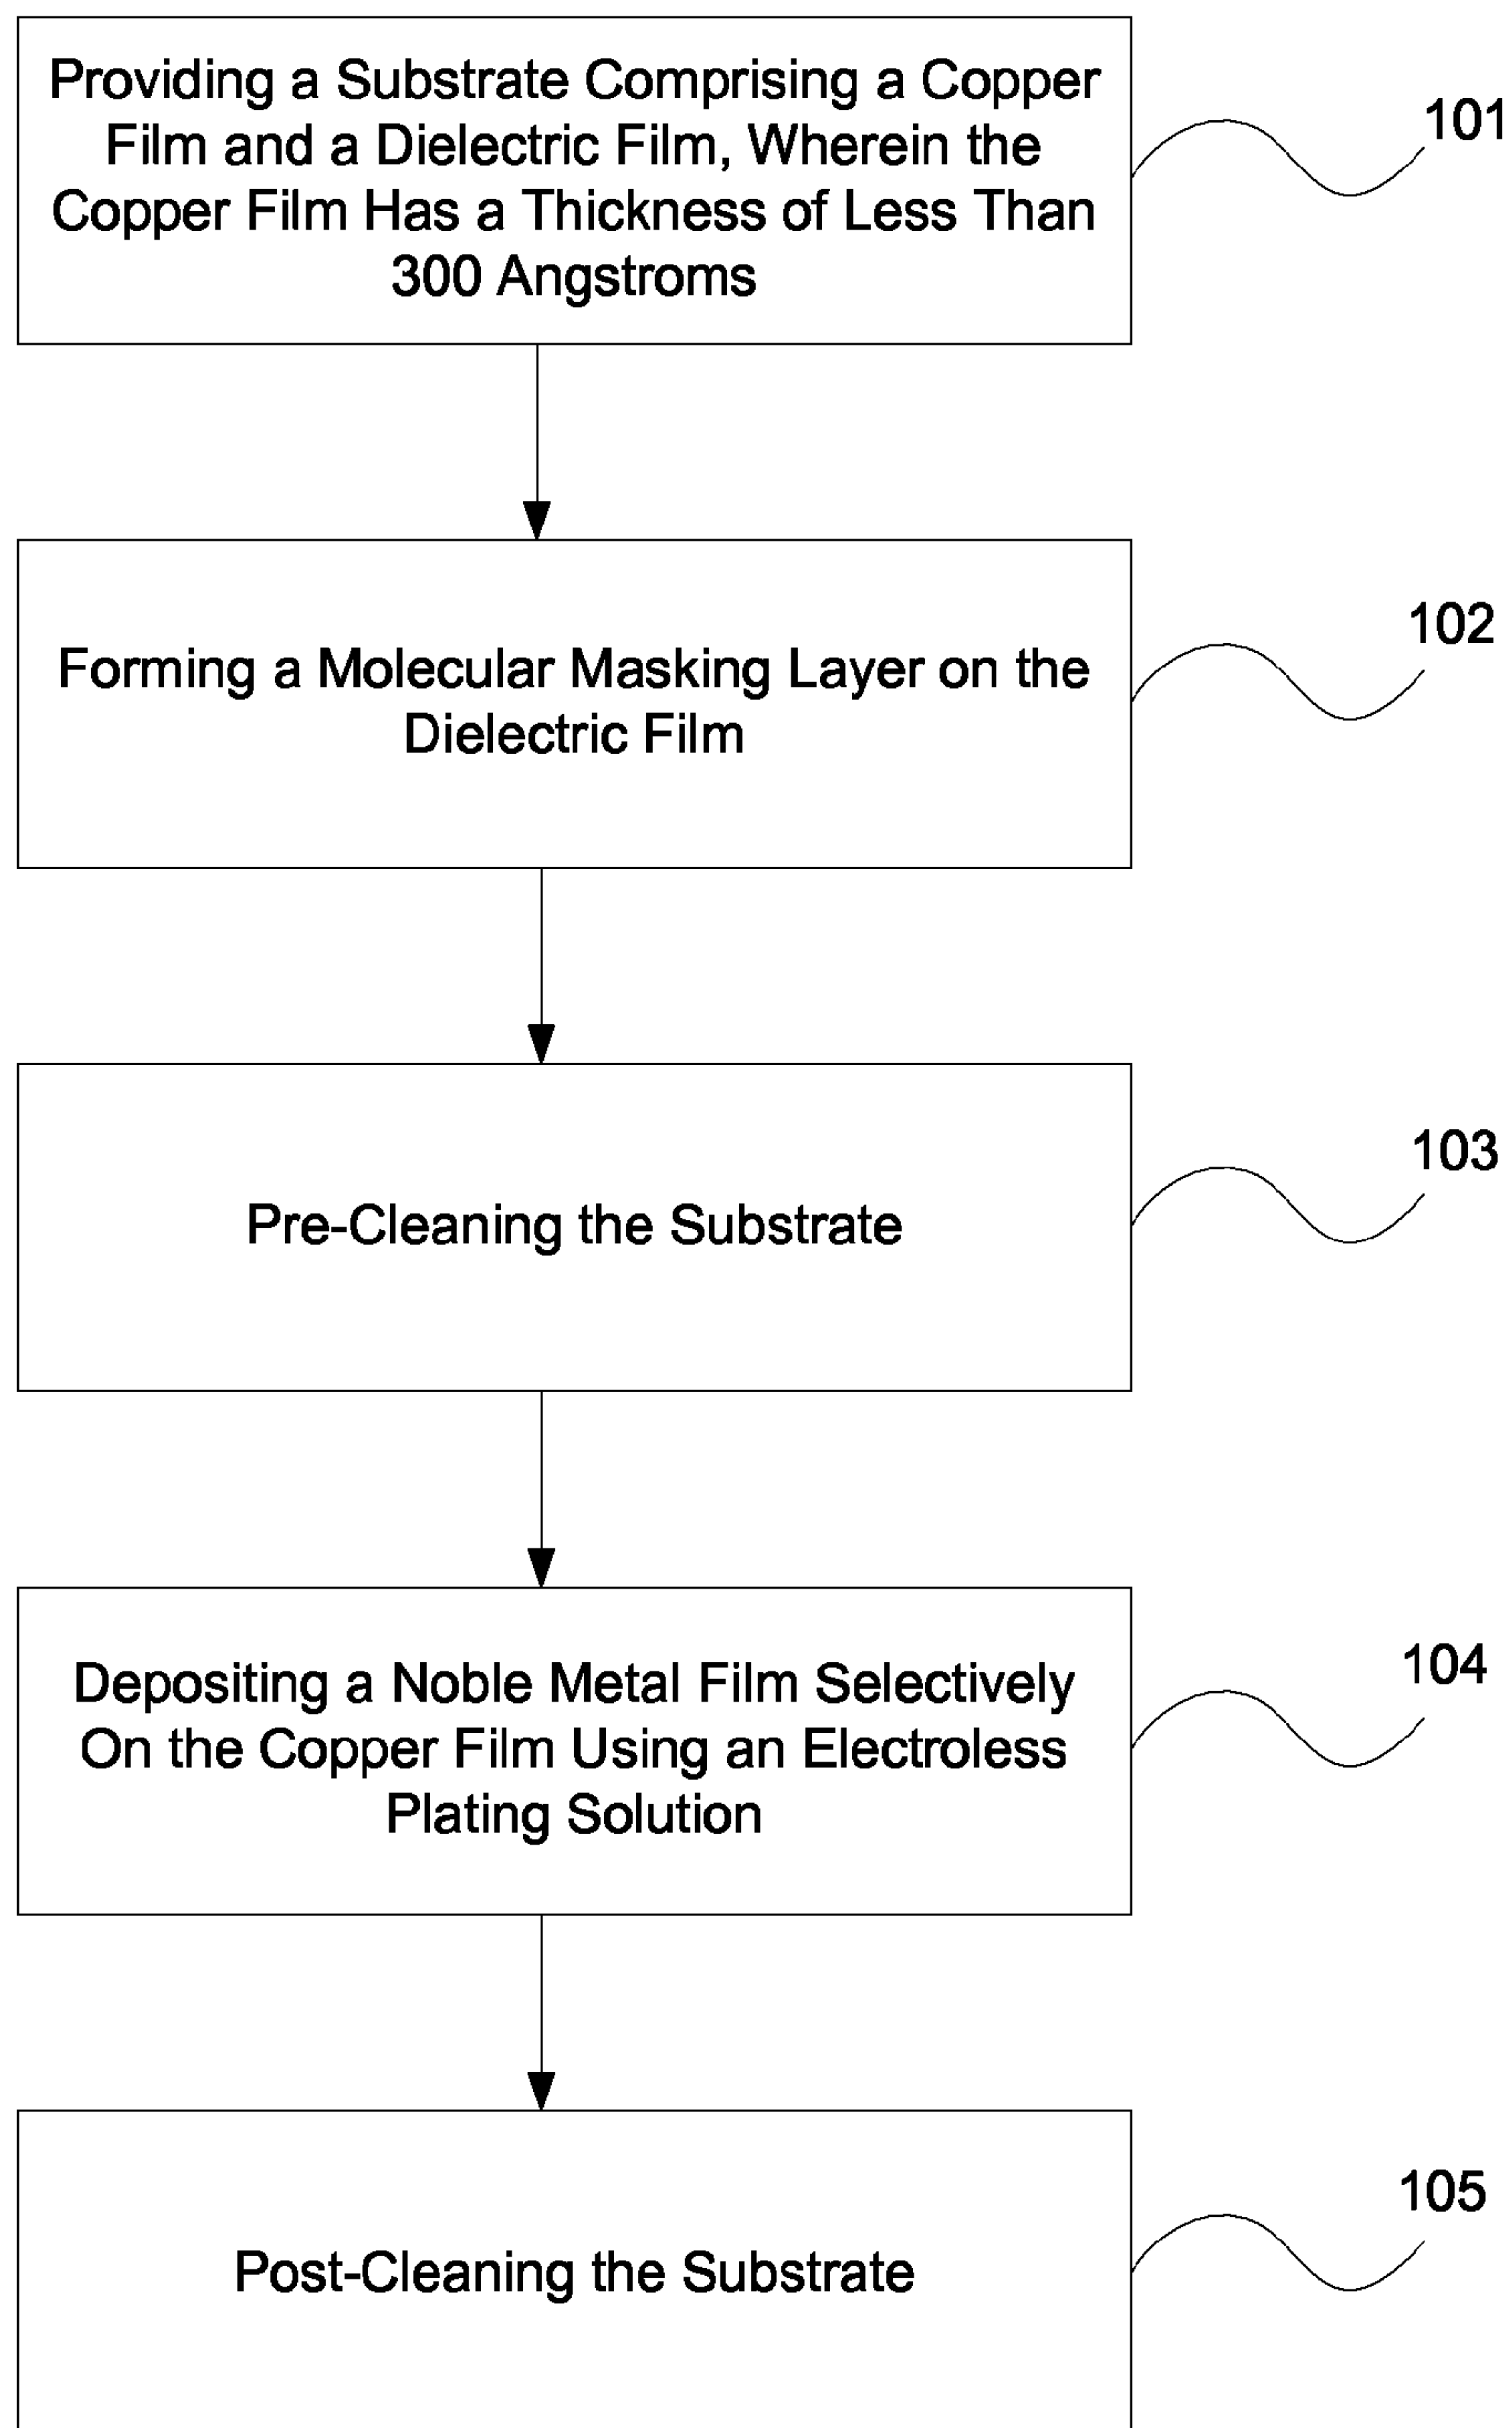 Providing a Substrate Comprising a Copper
Film and a Dielectric Film, Wherein the
Copper Film Has a Thickness of Less Than
300 Angstroms
101
Forming a Molecular Masking Layer on the
Dielectric Film
102
Pre-Cleaning the Substrate
103
Depositing a Noble Metal Film Selectively
On the Copper Film Using an Electroless
Plating Solution
104
Post-Cleaning the Substrate
105